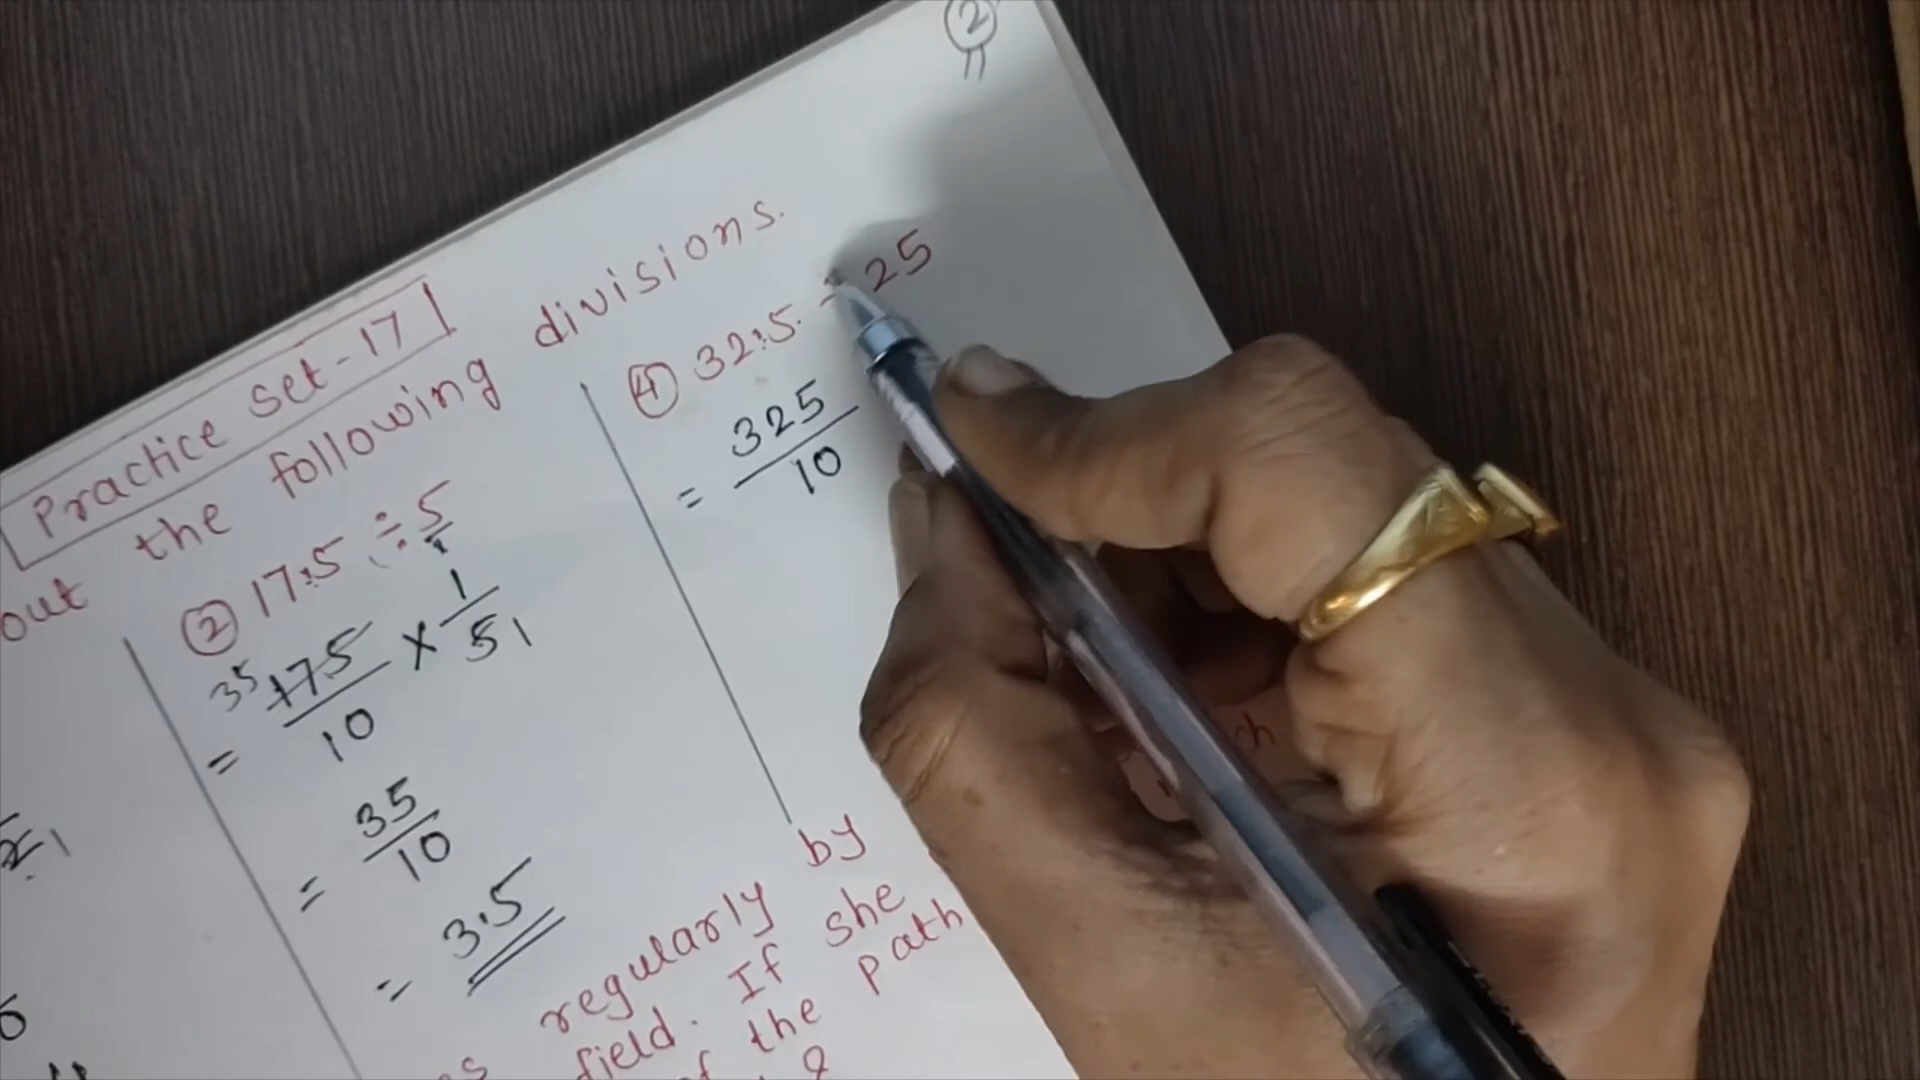 2
Practice Set-17
out the following divisions.
② 17.5 ÷ 5/1
= 175/10 × 1/5
35 1
= 35/10
= 3.5
④ 32.5 ÷ 25
= 325/10
regularly by
field. If she
the path